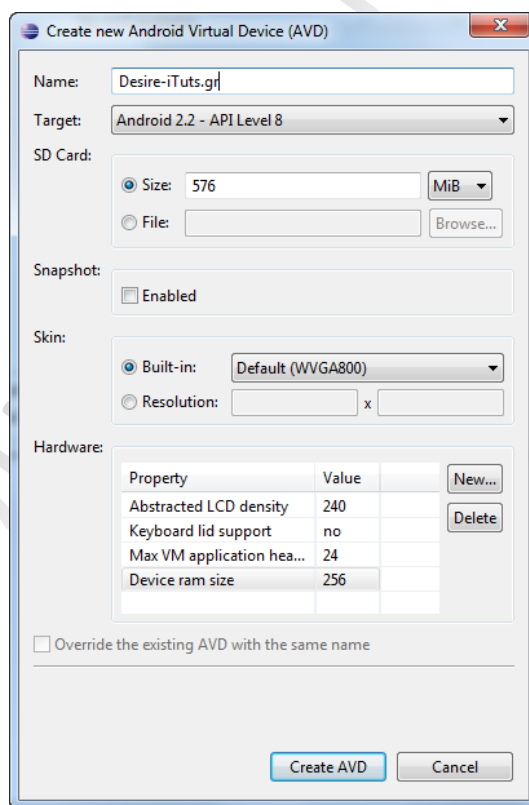 Create new Android Virtual Device (AVD)
Name: Desire-iTuts.gr
Target: Android 2.2 - API Level 8
SD Card:
Size: 576 MiB
File: Browse...
Snapshot:
Enabled
Skin:
Built-in: Default (WVGA800)
Resolution: x
Hardware:
Property Value New...
Abstracted LCD density 240
Keyboard lid support no Delete
Max VM application hea... 24
Device ram size 256
Override the existing AVD with the same name
Create AVD Cancel